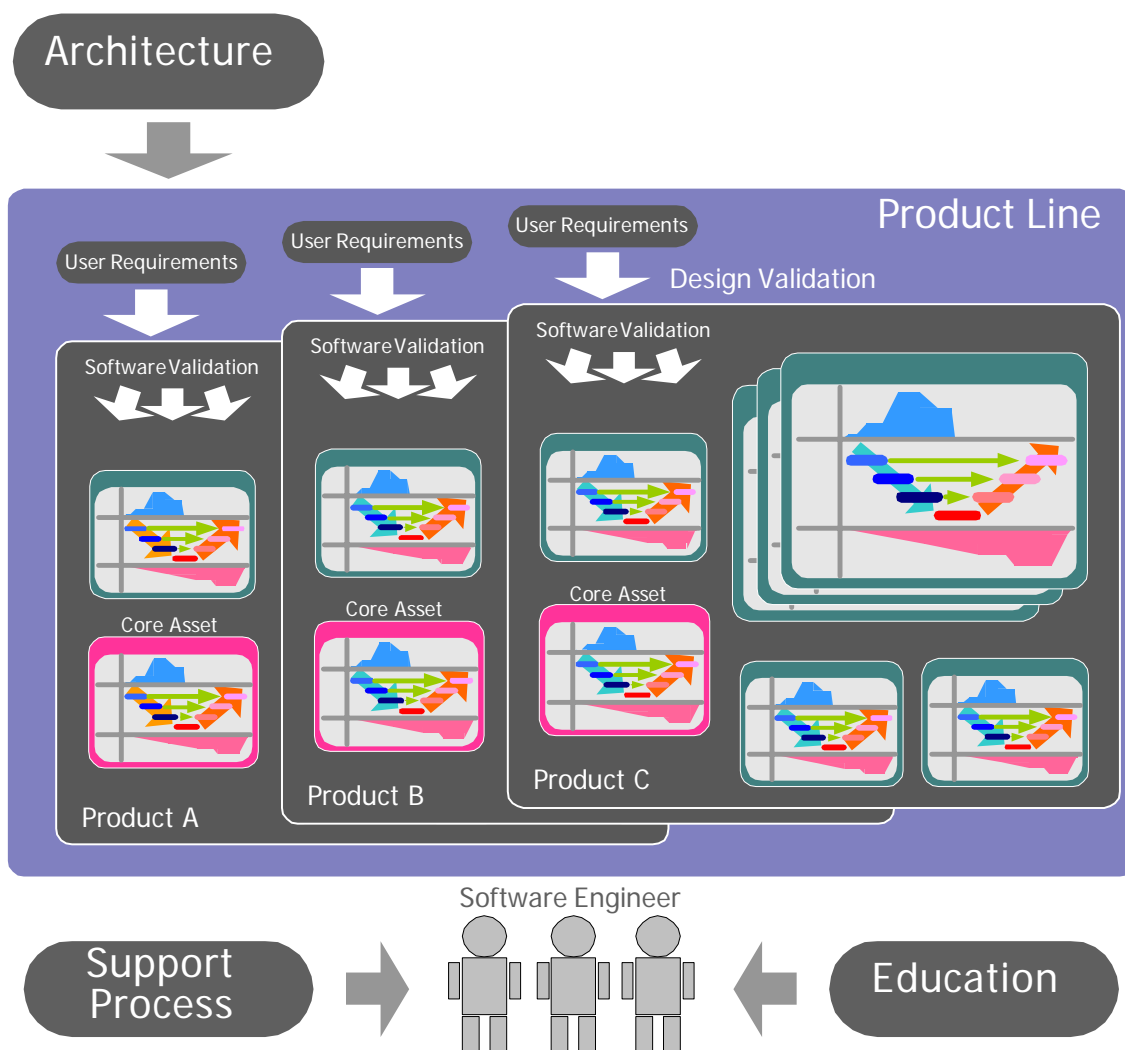 Architecture
Product Line
User Requirements
User Requirements
User Requirements
Design Validation
Software Validation
Software Validation
Software Validation
Core Asset
Core Asset
Core Asset
Product A
Product B
Product C
Software Engineer
Support
Process
Education